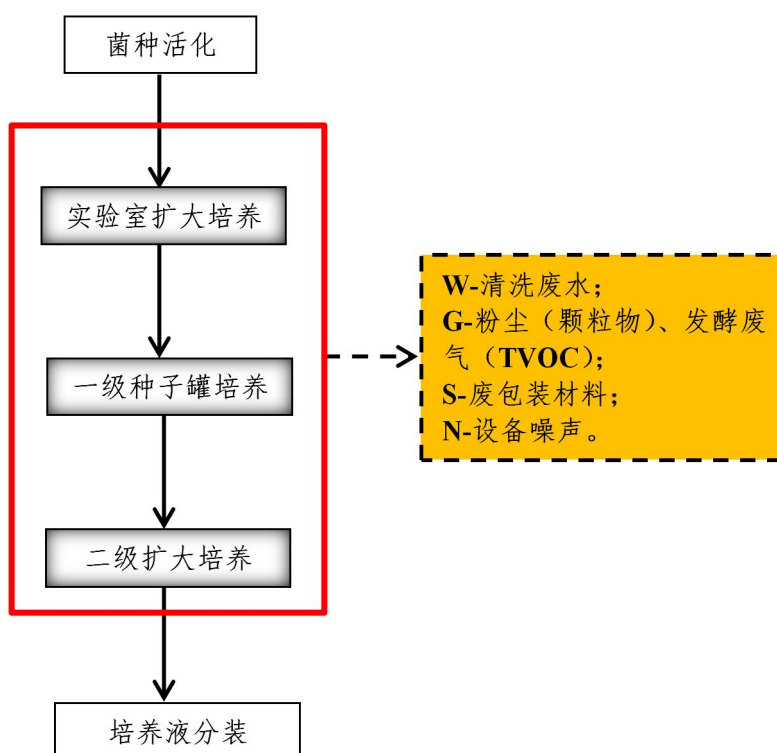 菌种活化
实验室扩大培养
一级种子罐培养
二级扩大培养
培养液分装
W-清洗废水；
G-粉尘（颗粒物）、发酵废
气（TVOC）；
S-废包装材料；
N-设备噪声。